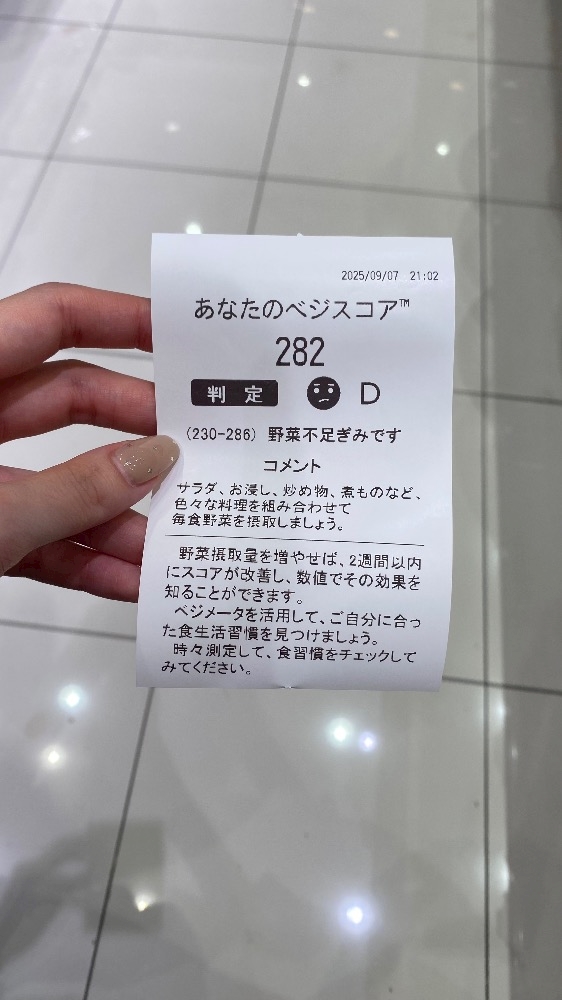 2025/09/07 21:02
あなたのベジスコア™
282
判定 D
(230-286) 野菜不足ぎみです
コメント
サラダ、お浸し、炒め物、煮ものなど、
色々な料理を組み合わせて
毎食野菜を摂取しましょう。
野菜摂取量を増やせば、2週間以内
にスコアが改善し、数値でその効果を
知ることができます。
ベジメータを活用して、ご自分に合っ
た食生活習慣を見つけましょう。
時々測定して、食習慣をチェックして
みてください。